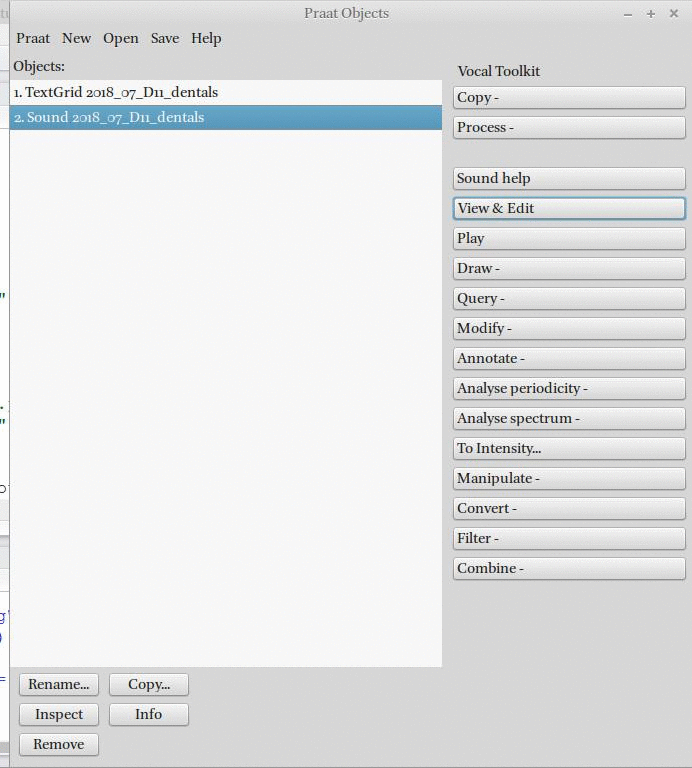 Praat Objects
Praat New Open Save Help
Objects:
1. TextGrid 2018_07_D11_dentals
2. Sound 2018_07_D11_dentals
Vocal Toolkit
Copy -
Process -
Sound help
View & Edit
Play
Draw -
Query -
Modify -
Annotate -
Analyse periodicity -
Analyse spectrum -
To Intensity...
Manipulate -
Convert -
Filter -
Combine -
Rename... Copy...
Inspect Info
Remove